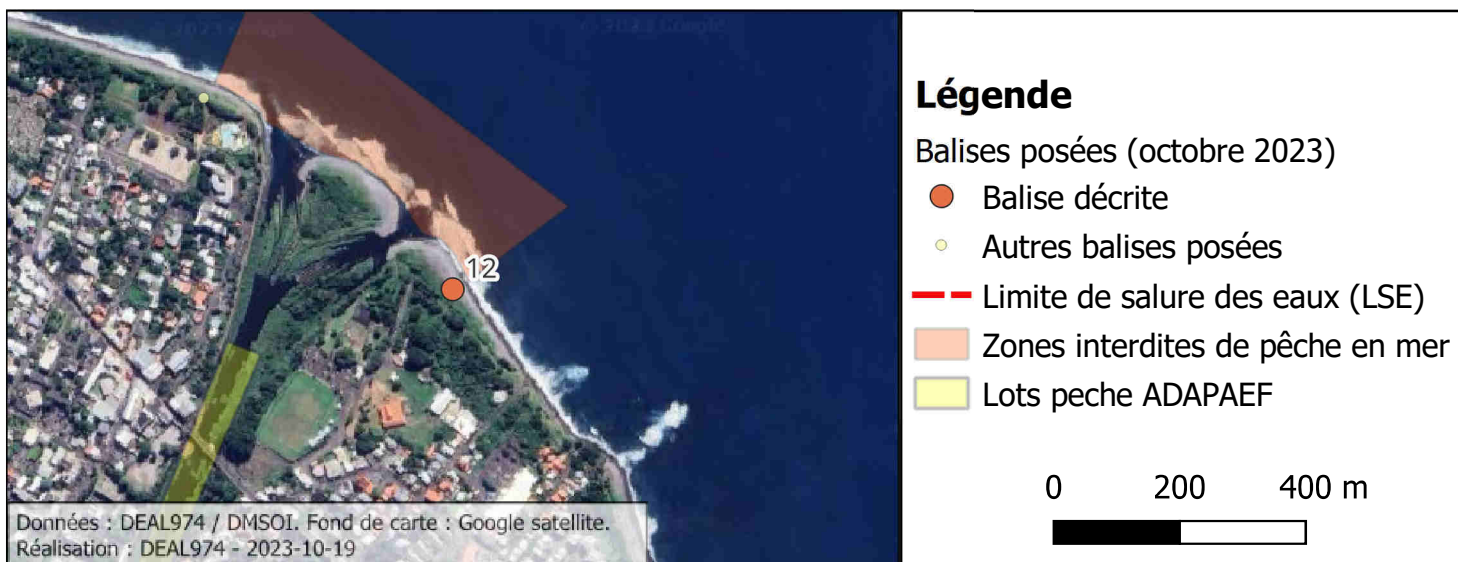 12
Données : DEAL974 / DMSOI. Fond de carte : Google satellite.
Réalisation : DEAL974 - 2023-10-19
Légende
Balises posées (octobre 2023)
Balise décrite
Autres balises posées
Limite de salure des eaux (LSE)
Zones interdites de pêche en mer
Lots peche ADAPAEF
0 200 400 m